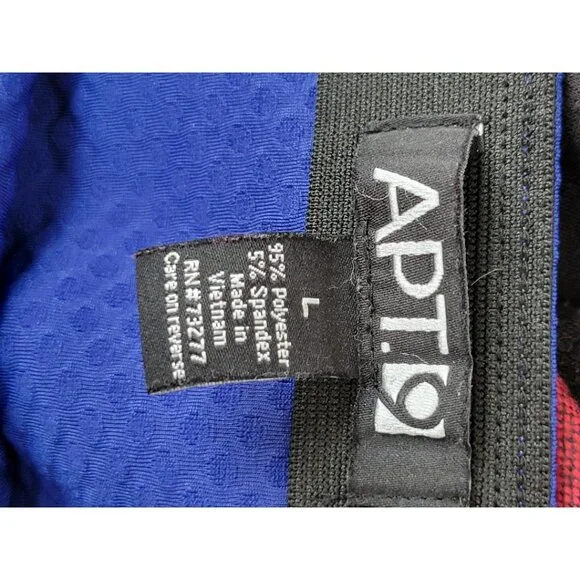 APT.9
L
95% Polyester
5% Spandex
Made in
Vietnam
RN#73277
Care on reverse